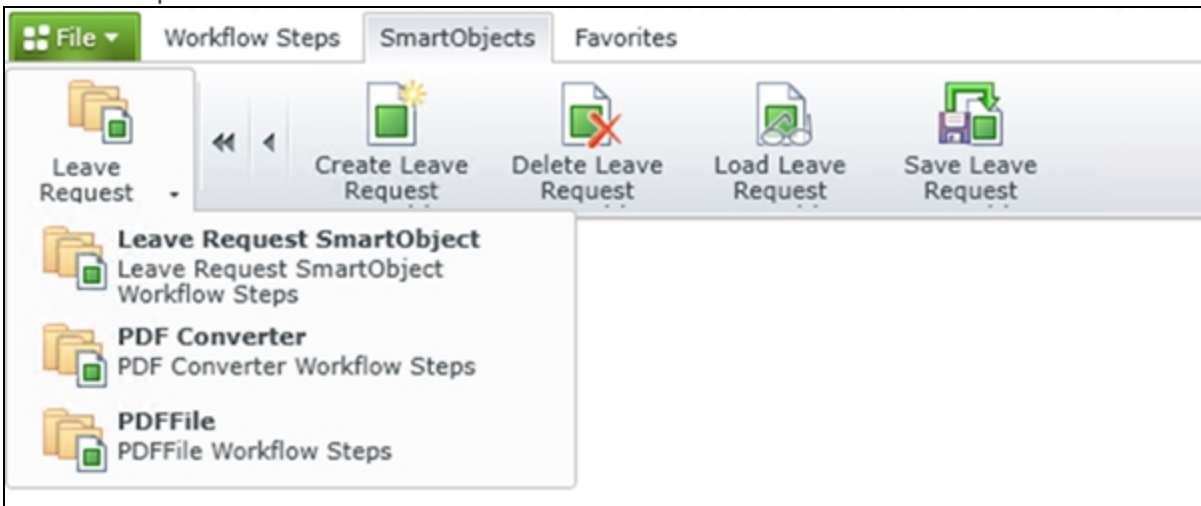 File
Workflow Steps
SmartObjects
Favorites
Leave
Request
Create Leave
Request
Delete Leave
Request
Load Leave
Request
Save Leave
Request
Leave Request SmartObject
Leave Request SmartObject
Workflow Steps
PDF Converter
PDF Converter Workflow Steps
PDFFile
PDFFile Workflow Steps